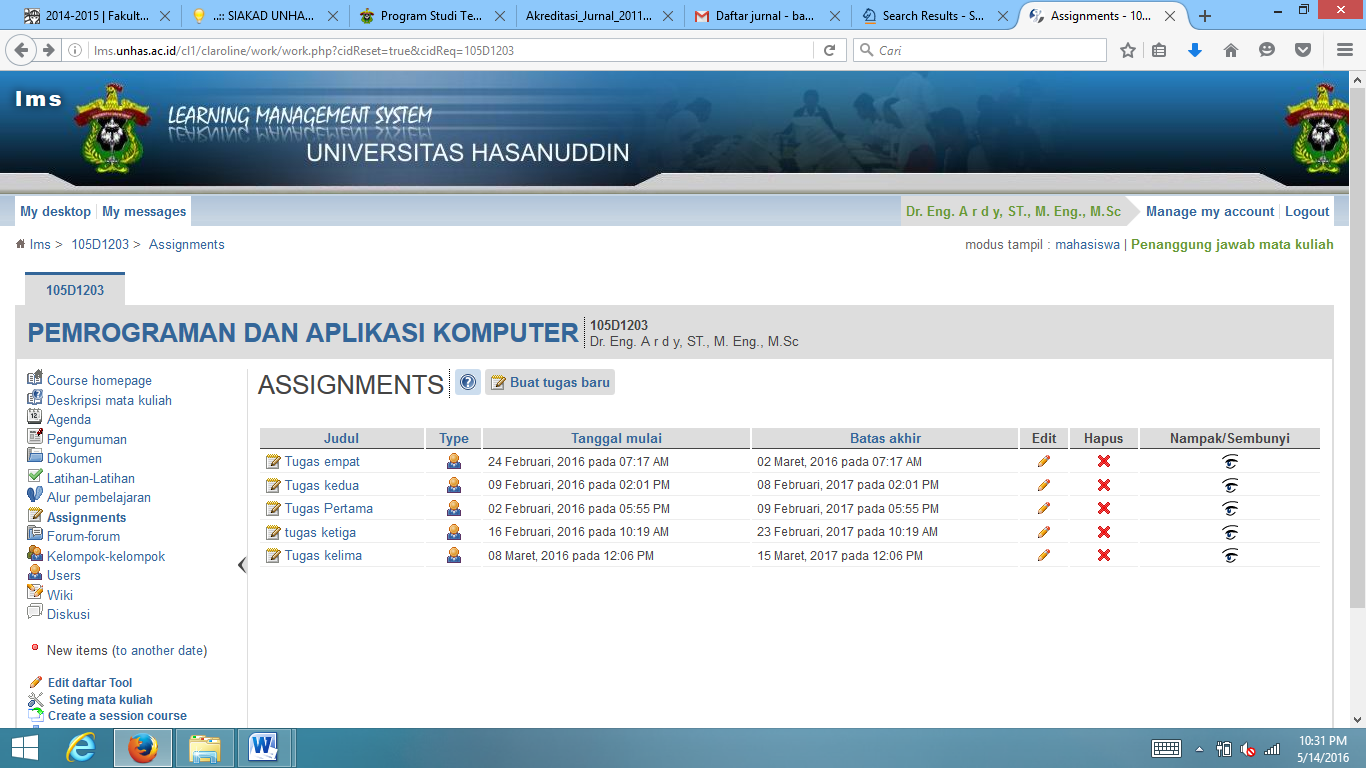 2014-2015 | Fakult...
..:: SIAKAD UNHA...
Program Studi Te...
Akreditasi_Jurnal_2011...
Daftar jurnal - ba...
Search Results - S...
Assignments - 10...
lms.unhas.ac.id/cl1/claroline/work/work.php?cidReset=true&cidReq=105D1203
Cari
lms
LEARNING MANAGEMENT SYSTEM
UNIVERSITAS HASANUDDIN
My desktop My messages
Dr. Eng. A r d y, ST., M. Eng., M.Sc Manage my account Logout
lms > 105D1203 > Assignments
modus tampil : mahasiswa | Penanggung jawab mata kuliah
105D1203
PEMROGRAMAN DAN APLIKASI KOMPUTER
105D1203
Dr. Eng. A r d y, ST., M. Eng., M.Sc
Course homepage
Deskripsi mata kuliah
Agenda
Pengumuman
Dokumen
Latihan-Latihan
Alur pembelajaran
Assignments
Forum-forum
Kelompok-kelompok
Users
Wiki
Diskusi
New items (to another date)
Edit daftar Tool
Seting mata kuliah
Create a session course
ASSIGNMENTS ? Buat tugas baru
Judul Type Tanggal mulai Batas akhir Edit Hapus Nampak/Sembunyi
Tugas empat 24 Februari, 2016 pada 07:17 AM 02 Maret, 2016 pada 07:17 AM
Tugas kedua 09 Februari, 2016 pada 02:01 PM 08 Februari, 2017 pada 02:01 PM
Tugas Pertama 02 Februari, 2016 pada 05:55 PM 09 Februari, 2017 pada 05:55 PM
tugas ketiga 16 Februari, 2016 pada 10:19 AM 23 Februari, 2017 pada 10:19 AM
Tugas kelima 08 Maret, 2016 pada 12:06 PM 15 Maret, 2017 pada 12:06 PM
10:31 PM
5/14/2016